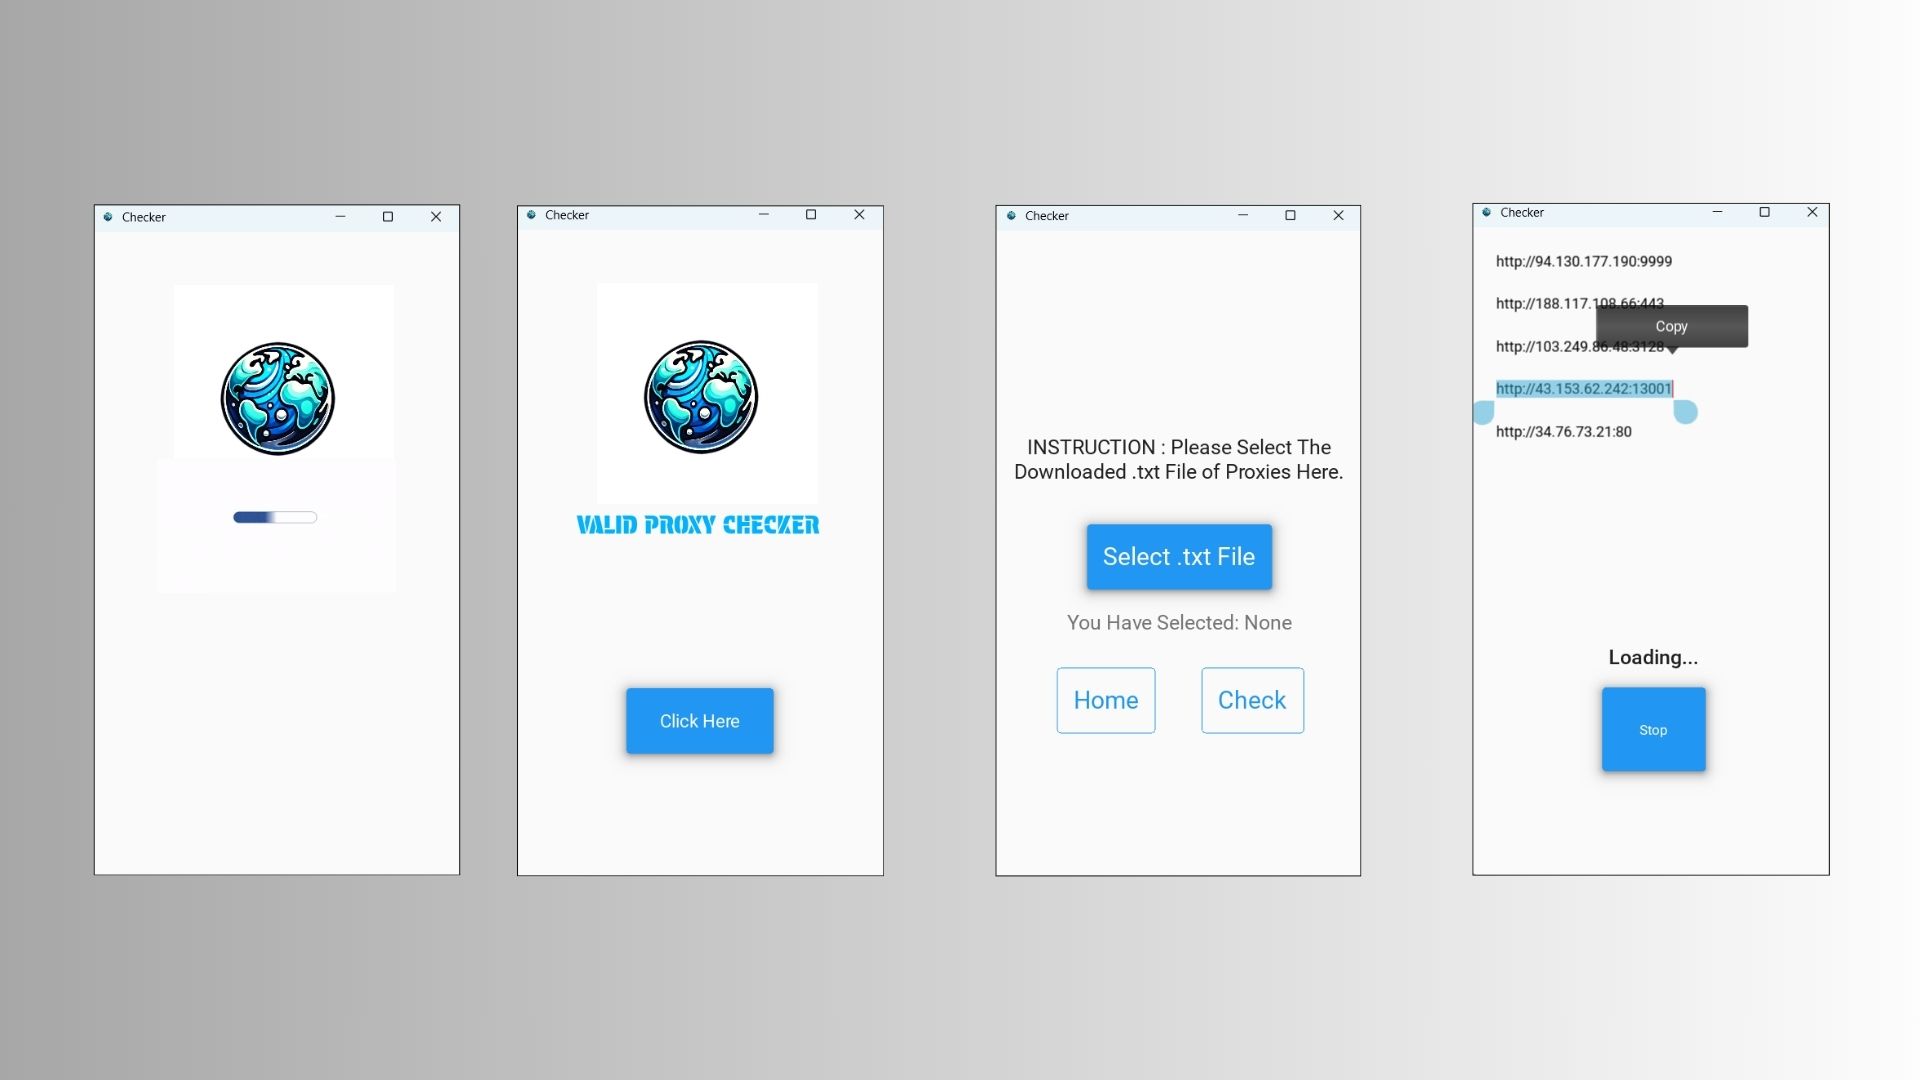 Checker
Checker
VALID PROXY CHECKER
Click Here
Checker
INSTRUCTION : Please Select The
Downloaded .txt File of Proxies Here.
Select .txt File
You Have Selected: None
Home
Check
Checker
http://94.130.177.190:9999
http://188.117.108.66:443
Copy
http://103.249.86.48:3128
http://43.153.62.242:13001
http://34.76.73.21:80
Loading...
Stop